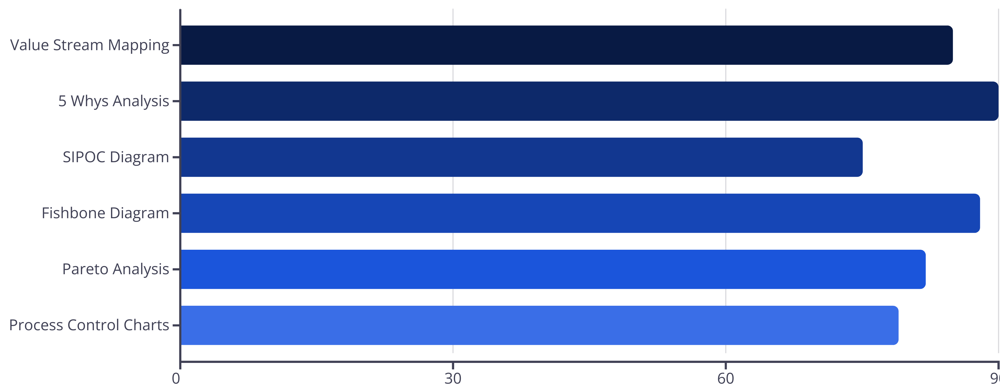 Value Stream Mapping
5 Whys Analysis
SIPOC Diagram
Fishbone Diagram
Pareto Analysis
Process Control Charts
0 30 60